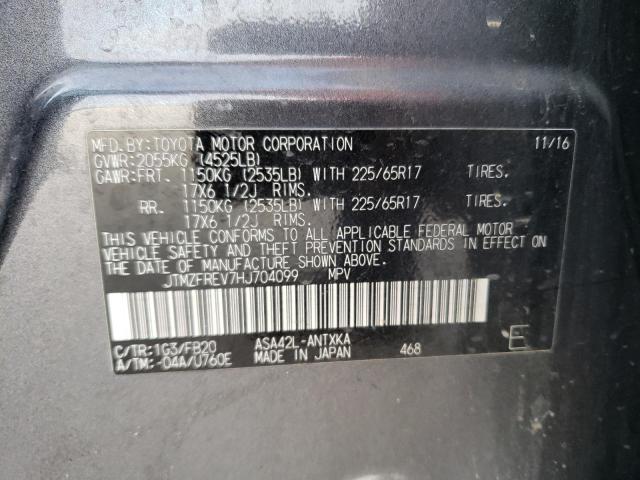 MFD. BY: TOYOTA MOTOR CORPORATION 11/16
GVWR: 2055KG (4525LB)
GAWR: FRT. 1150KG (2535LB) WITH 225/65R17 TIRES.
17X6 1/2J RIMS.
RR. 1150KG (2535LB) WITH 225/65R17 TIRES.
17X6 1/2J RIMS.
THIS VEHICLE CONFORMS TO ALL APPLICABLE FEDERAL MOTOR
VEHICLE SAFETY AND THEFT PREVENTION STANDARDS IN EFFECT
ON THE DATE OF MANUFACTURE SHOWN ABOVE.
JTMZFREV7HJ704099 MPV
C/TR:1G3/FB20 ASA42L-ANTXKA
A/TM:-04A/U760E MADE IN JAPAN 468 E